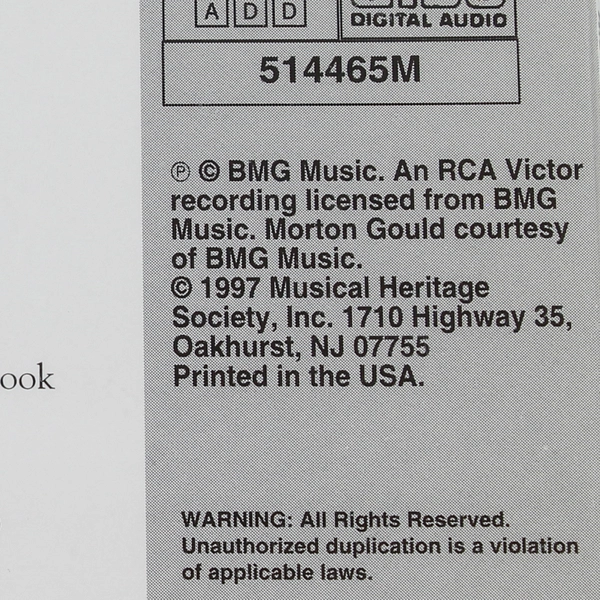 ADD
DIGITAL AUDIO
514465M
℗ © BMG Music. An RCA Victor
recording licensed from BMG
Music. Morton Gould courtesy
of BMG Music.
© 1997 Musical Heritage
Society, Inc. 1710 Highway 35,
Oakhurst, NJ 07755
Printed in the USA.
ook
WARNING: All Rights Reserved.
Unauthorized duplication is a violation
of applicable laws.